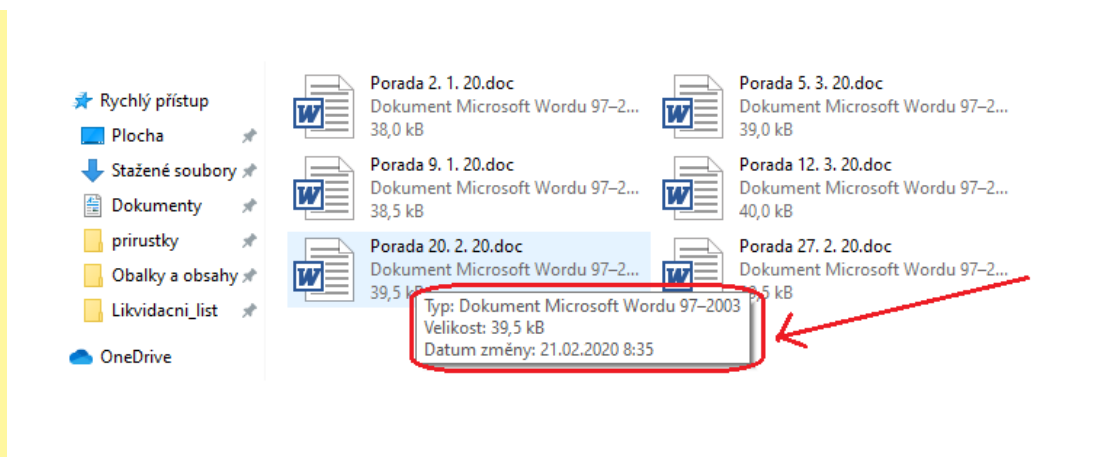 Rychlý přístup
Plocha
Stažené soubory
Dokumenty
prirustky
Obalky a obsahy
Likvidacni_list
OneDrive
Porada 2. 1. 20.doc
Dokument Microsoft Wordu 97–2...
38,0 kB
Porada 5. 3. 20.doc
Dokument Microsoft Wordu 97–2...
39,0 kB
Porada 9. 1. 20.doc
Dokument Microsoft Wordu 97–2...
38,5 kB
Porada 12. 3. 20.doc
Dokument Microsoft Wordu 97–2...
40,0 kB
Porada 20. 2. 20.doc
Dokument Microsoft Wordu 97–2...
39,5
Porada 27. 2. 20.doc
Dokument Microsoft Wordu 97–2...
kB
Typ: Dokument Microsoft Wordu 97–2003
Velikost: 39,5 kB
Datum změny: 21.02.2020 8:35